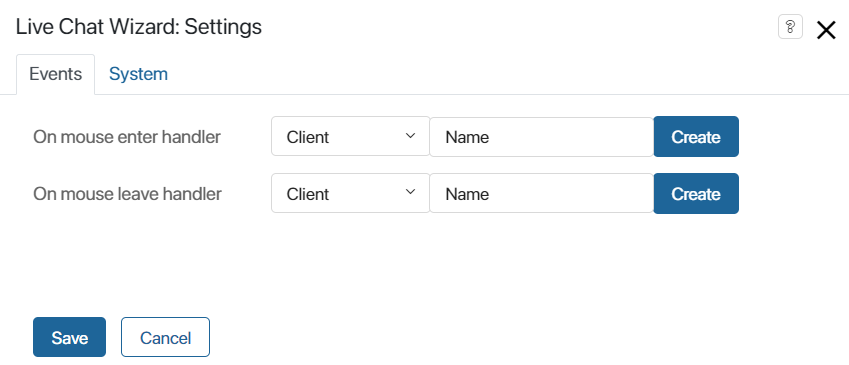 Live Chat Wizard: Settings ?
Events System
On mouse enter handler Client Name Create
On mouse leave handler Client Name Create
Save Cancel